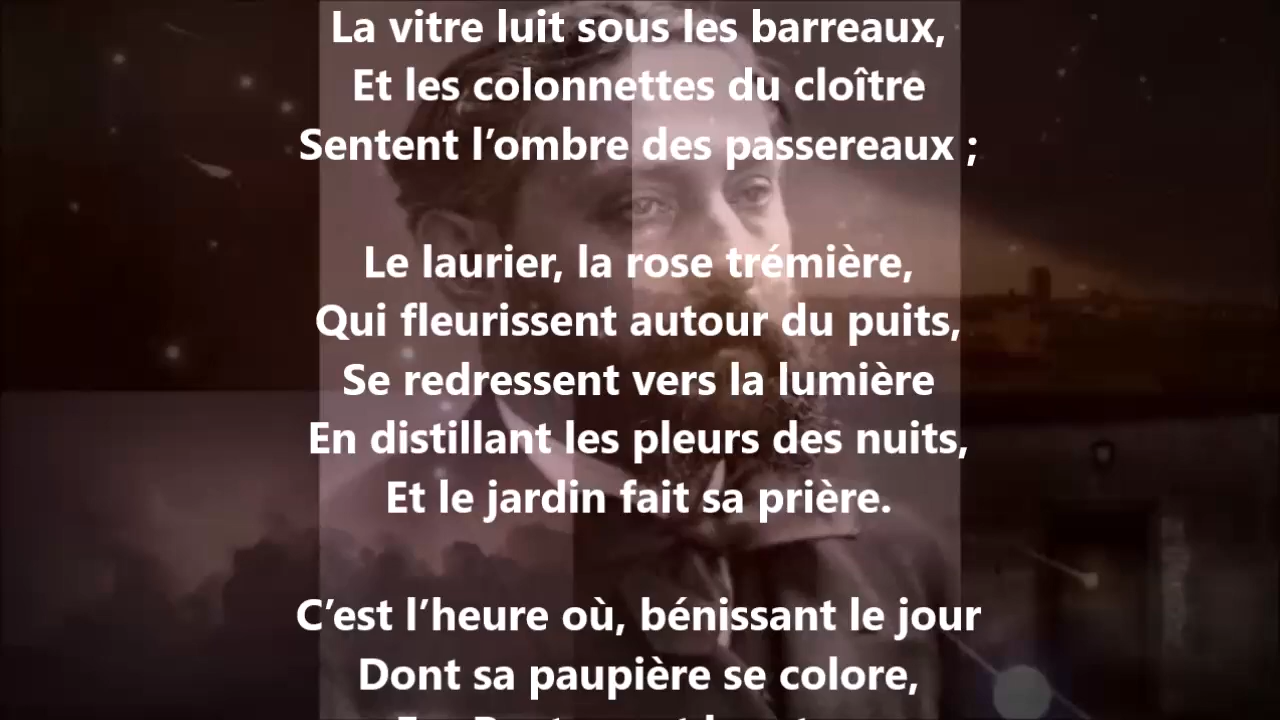 La vitre luit sous les barreaux,
Et les colonnettes du cloître
Sentent l’ombre des passereaux ;
Le laurier, la rose trémière,
Qui fleurissent autour du puits,
Se redressent vers la lumière
En distillant les pleurs des nuits,
Et le jardin fait sa prière.
C’est l’heure où, bénissant le jour
Dont sa paupière se colore,